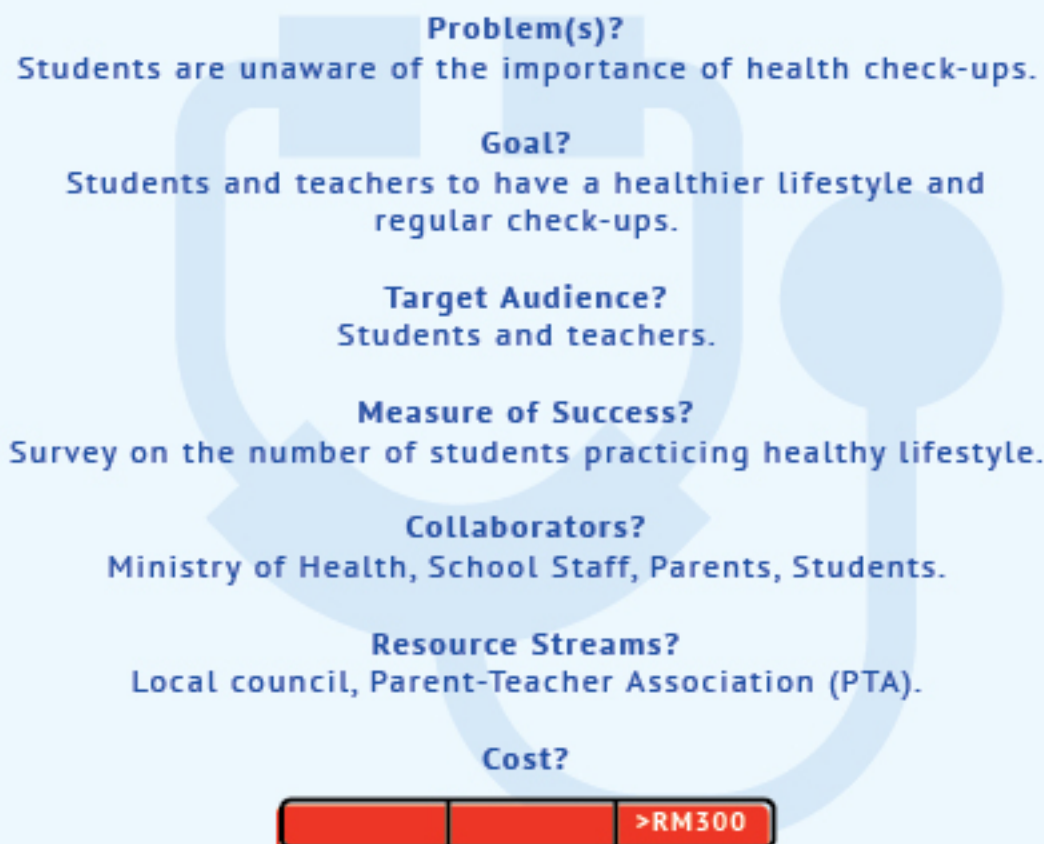 Problem(s)?
Students are unaware of the importance of health check-ups.
Goal?
Students and teachers to have a healthier lifestyle and
regular check-ups.
Target Audience?
Students and teachers.
Measure of Success?
Survey on the number of students practicing healthy lifestyle.
Collaborators?
Ministry of Health, School Staff, Parents, Students.
Resource Streams?
Local council, Parent-Teacher Association (PTA).
Cost?
>RM300